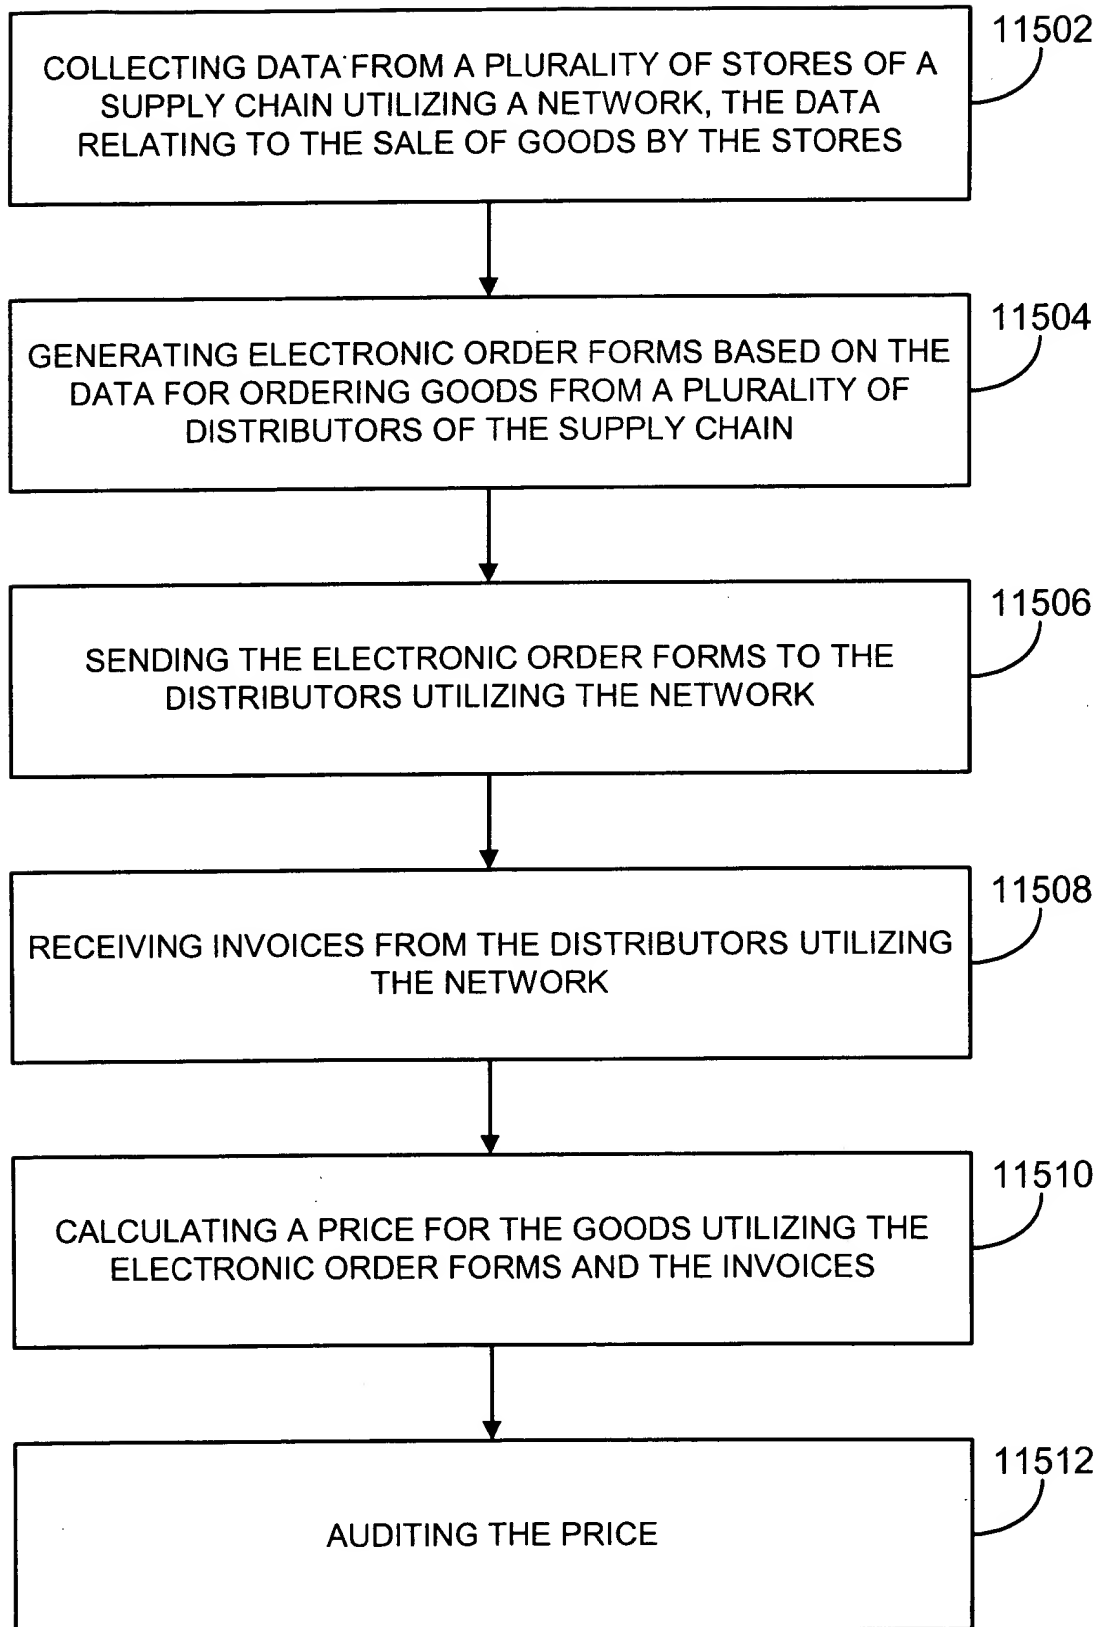 11502
COLLECTING DATA FROM A PLURALITY OF STORES OF A
SUPPLY CHAIN UTILIZING A NETWORK, THE DATA
RELATING TO THE SALE OF GOODS BY THE STORES
11504
GENERATING ELECTRONIC ORDER FORMS BASED ON THE
DATA FOR ORDERING GOODS FROM A PLURALITY OF
DISTRIBUTORS OF THE SUPPLY CHAIN
11506
SENDING THE ELECTRONIC ORDER FORMS TO THE
DISTRIBUTORS UTILIZING THE NETWORK
11508
RECEIVING INVOICES FROM THE DISTRIBUTORS UTILIZING
THE NETWORK
11510
CALCULATING A PRICE FOR THE GOODS UTILIZING THE
ELECTRONIC ORDER FORMS AND THE INVOICES
11512
AUDITING THE PRICE